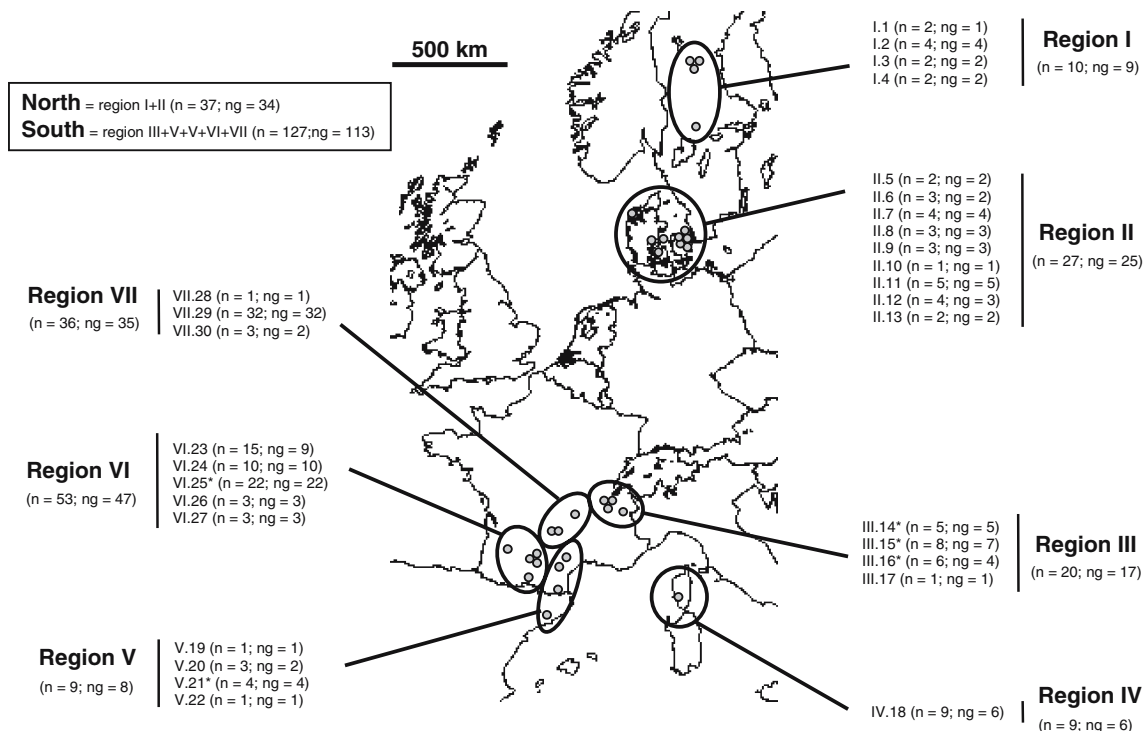 500 km
North = region I+II (n = 37; ng = 34)
South = region III+V+V+VI+VII (n = 127;ng = 113)
I.1 (n = 2; ng = 1)
I.2 (n = 4; ng = 4)
I.3 (n = 2; ng = 2)
I.4 (n = 2; ng = 2)
Region I
(n = 10; ng = 9)
II.5 (n = 2; ng = 2)
II.6 (n = 3; ng = 2)
II.7 (n = 4; ng = 4)
II.8 (n = 3; ng = 3)
II.9 (n = 3; ng = 3)
II.10 (n = 1; ng = 1)
II.11 (n = 5; ng = 5)
II.12 (n = 4; ng = 3)
II.13 (n = 2; ng = 2)
Region II
(n = 27; ng = 25)
Region VII
(n = 36; ng = 35)
VII.28 (n = 1; ng = 1)
VII.29 (n = 32; ng = 32)
VII.30 (n = 3; ng = 2)
Region VI
(n = 53; ng = 47)
VI.23 (n = 15; ng = 9)
VI.24 (n = 10; ng = 10)
VI.25* (n = 22; ng = 22)
VI.26 (n = 3; ng = 3)
VI.27 (n = 3; ng = 3)
III.14* (n = 5; ng = 5)
III.15* (n = 8; ng = 7)
III.16* (n = 6; ng = 4)
III.17 (n = 1; ng = 1)
Region III
(n = 20; ng = 17)
Region V
(n = 9; ng = 8)
V.19 (n = 1; ng = 1)
V.20 (n = 3; ng = 2)
V.21* (n = 4; ng = 4)
V.22 (n = 1; ng = 1)
IV.18 (n = 9; ng = 6)
Region IV
(n = 9; ng = 6)